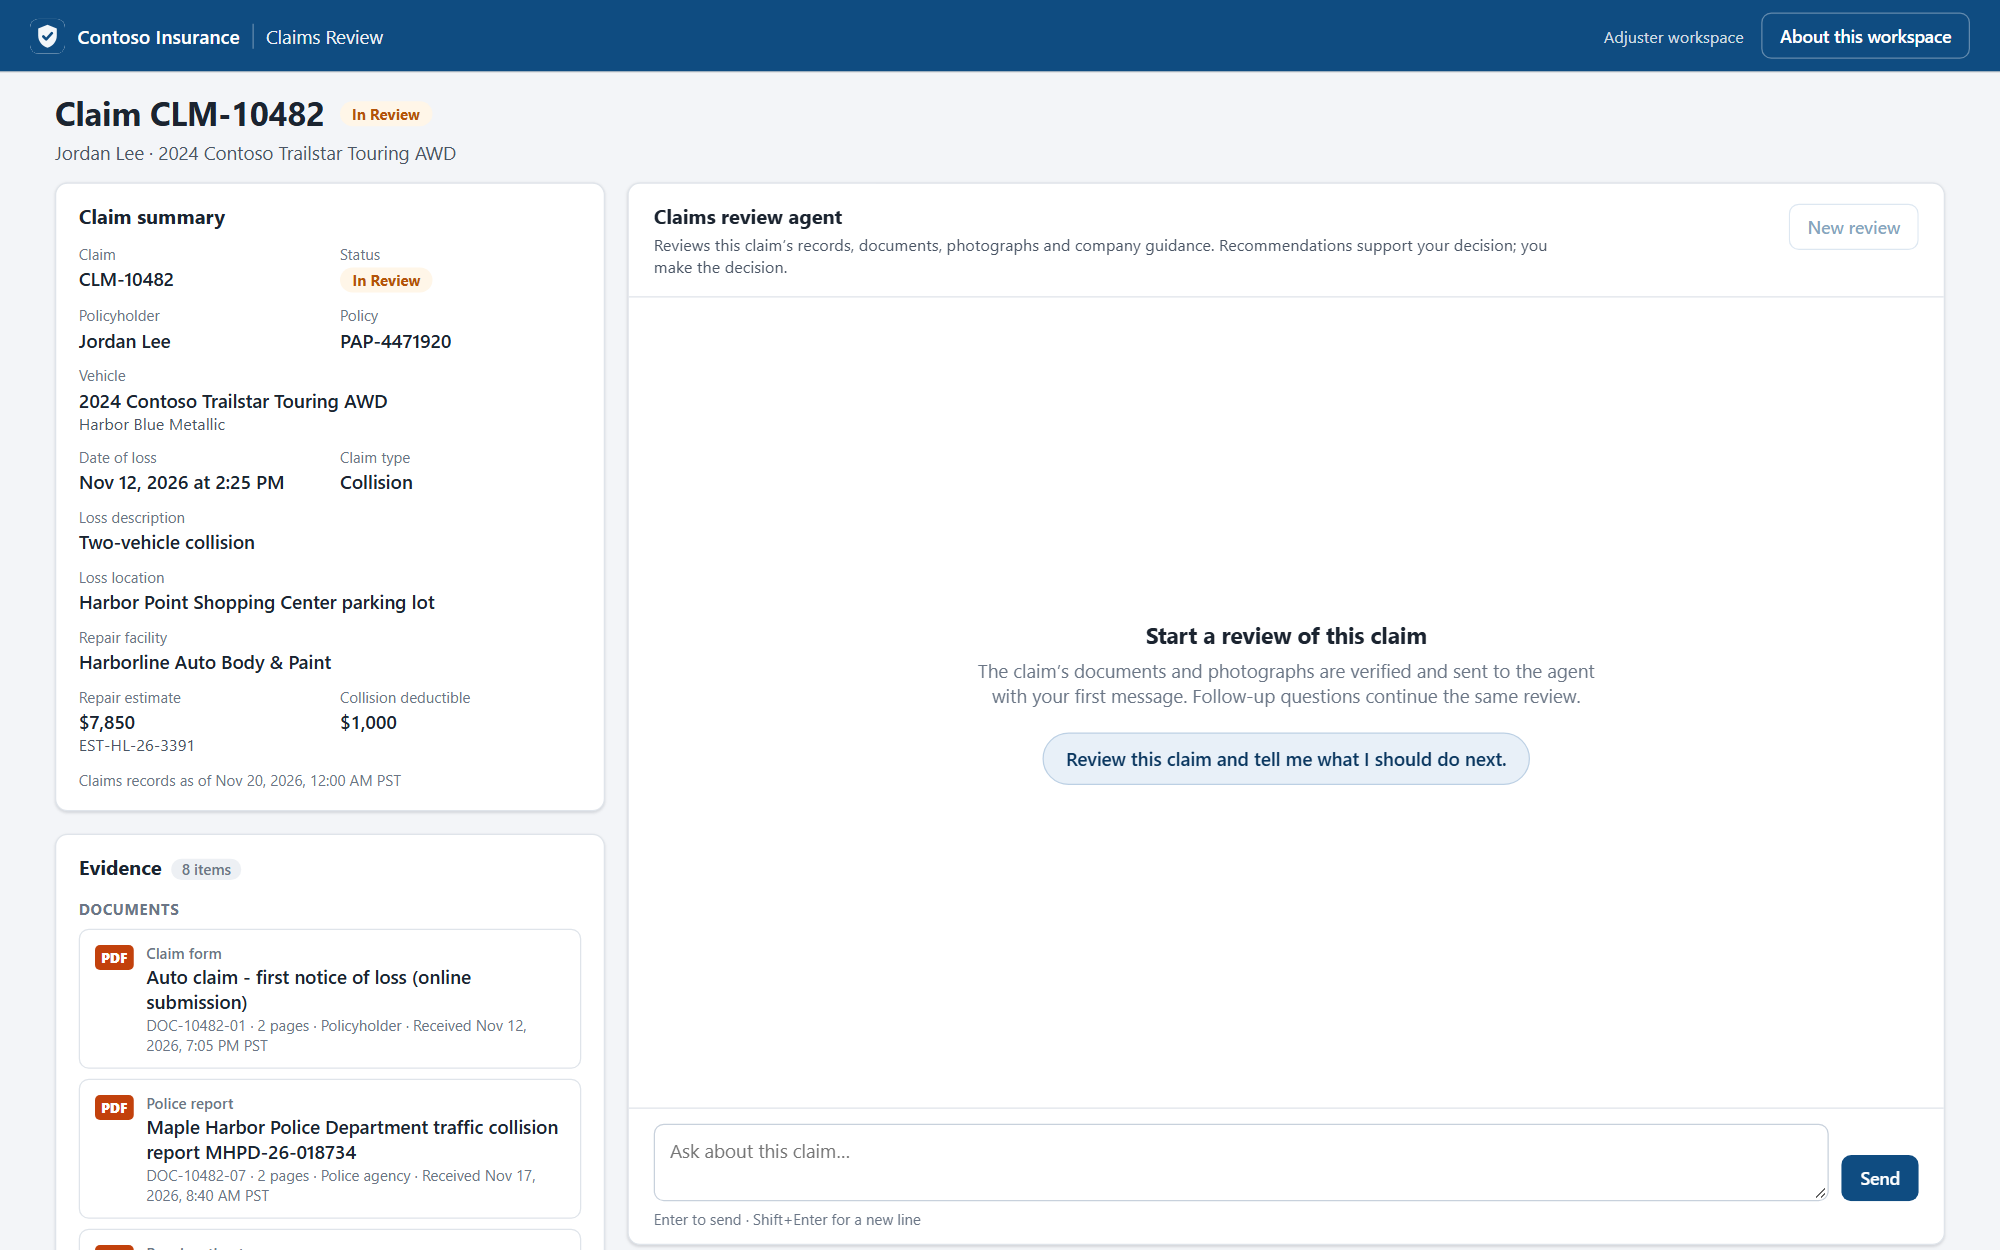 Contoso Insurance
Claims Review
Adjuster workspace
About this workspace
Claim CLM-10482
In Review
Jordan Lee · 2024 Contoso Trailstar Touring AWD
Claim summary
Claim
CLM-10482
Status
In Review
Policyholder
Jordan Lee
Policy
PAP-4471920
Vehicle
2024 Contoso Trailstar Touring AWD
Harbor Blue Metallic
Date of loss
Nov 12, 2026 at 2:25 PM
Claim type
Collision
Loss description
Two-vehicle collision
Loss location
Harbor Point Shopping Center parking lot
Repair facility
Harborline Auto Body & Paint
Repair estimate
$7,850
EST-HL-26-3391
Collision deductible
$1,000
Claims records as of Nov 20, 2026, 12:00 AM PST
Evidence
8 items
DOCUMENTS
PDF
Claim form
Auto claim - first notice of loss (online
submission)
DOC-10482-01 · 2 pages · Policyholder · Received Nov 12,
2026, 7:05 PM PST
PDF
Police report
Maple Harbor Police Department traffic collision
report MHPD-26-018734
DOC-10482-07 · 2 pages · Police agency · Received Nov 17,
2026, 8:40 AM PST
Claims review agent
Reviews this claim's records, documents, photographs and company guidance. Recommendations support your decision; you
make the decision.
New review
Start a review of this claim
The claim's documents and photographs are verified and sent to the agent
with your first message. Follow-up questions continue the same review.
Review this claim and tell me what I should do next.
Ask about this claim...
Send
Enter to send · Shift+Enter for a new line